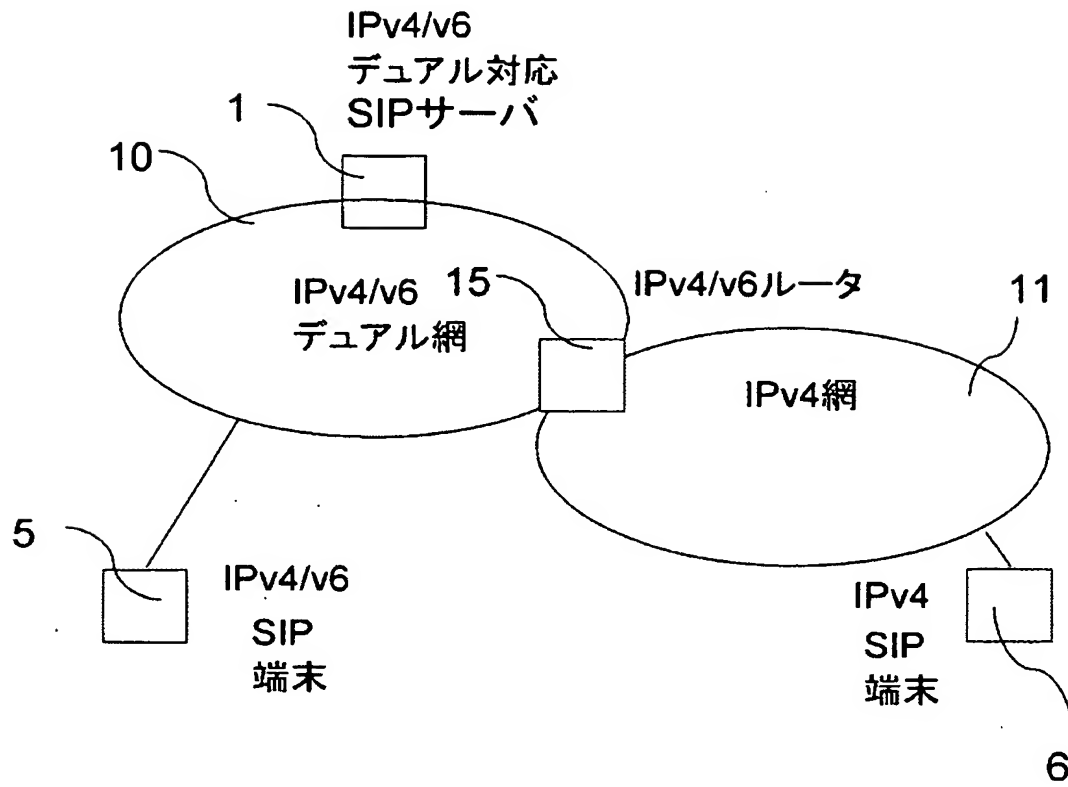 IPv4/v6
デュアル対応
SIPサーバ
1
10
IPv4/v6
デュアル網
15
IPv4/v6ルータ
11
IPv4網
5
IPv4/v6
SIP
端末
IPv4
SIP
端末
6